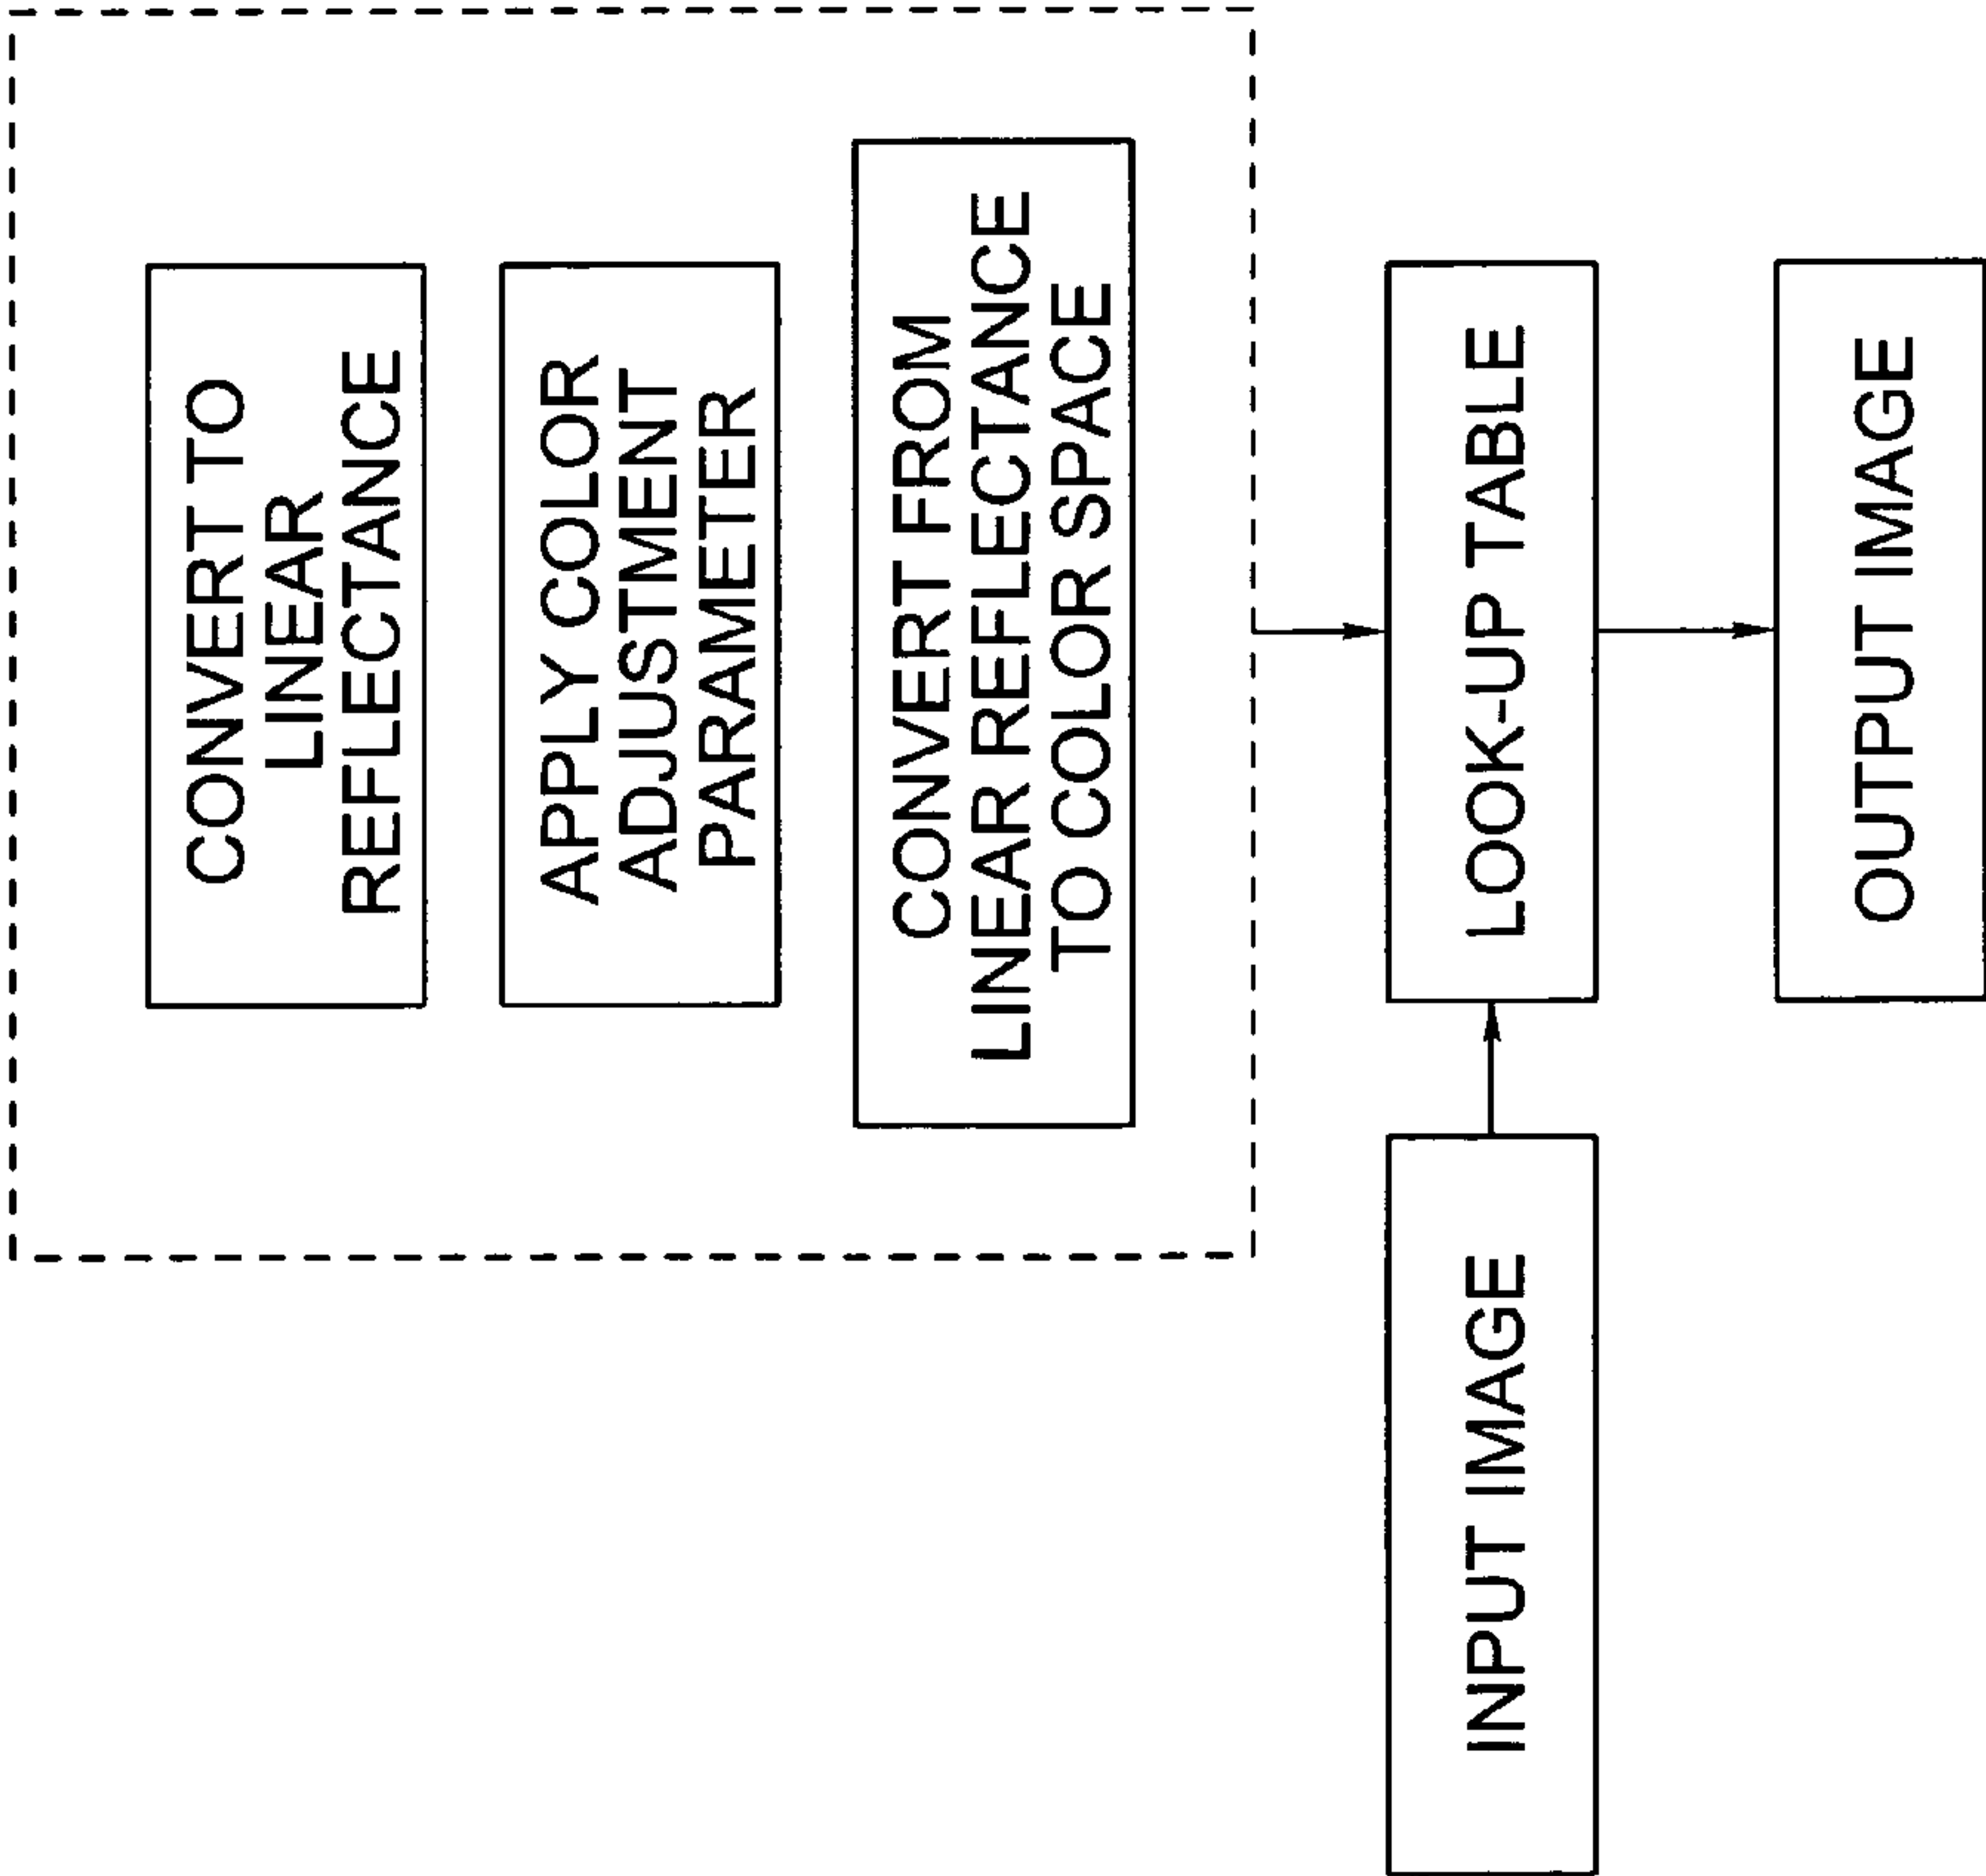 CONVERT TO
LINEAR
REFLECTANCE
APPLY COLOR
ADJUSTMENT
PARAMETER
CONVERT FROM
LINEAR REFLECTANCE
TO COLOR SPACE
INPUT IMAGE
LOOK-UP TABLE
OUTPUT IMAGE